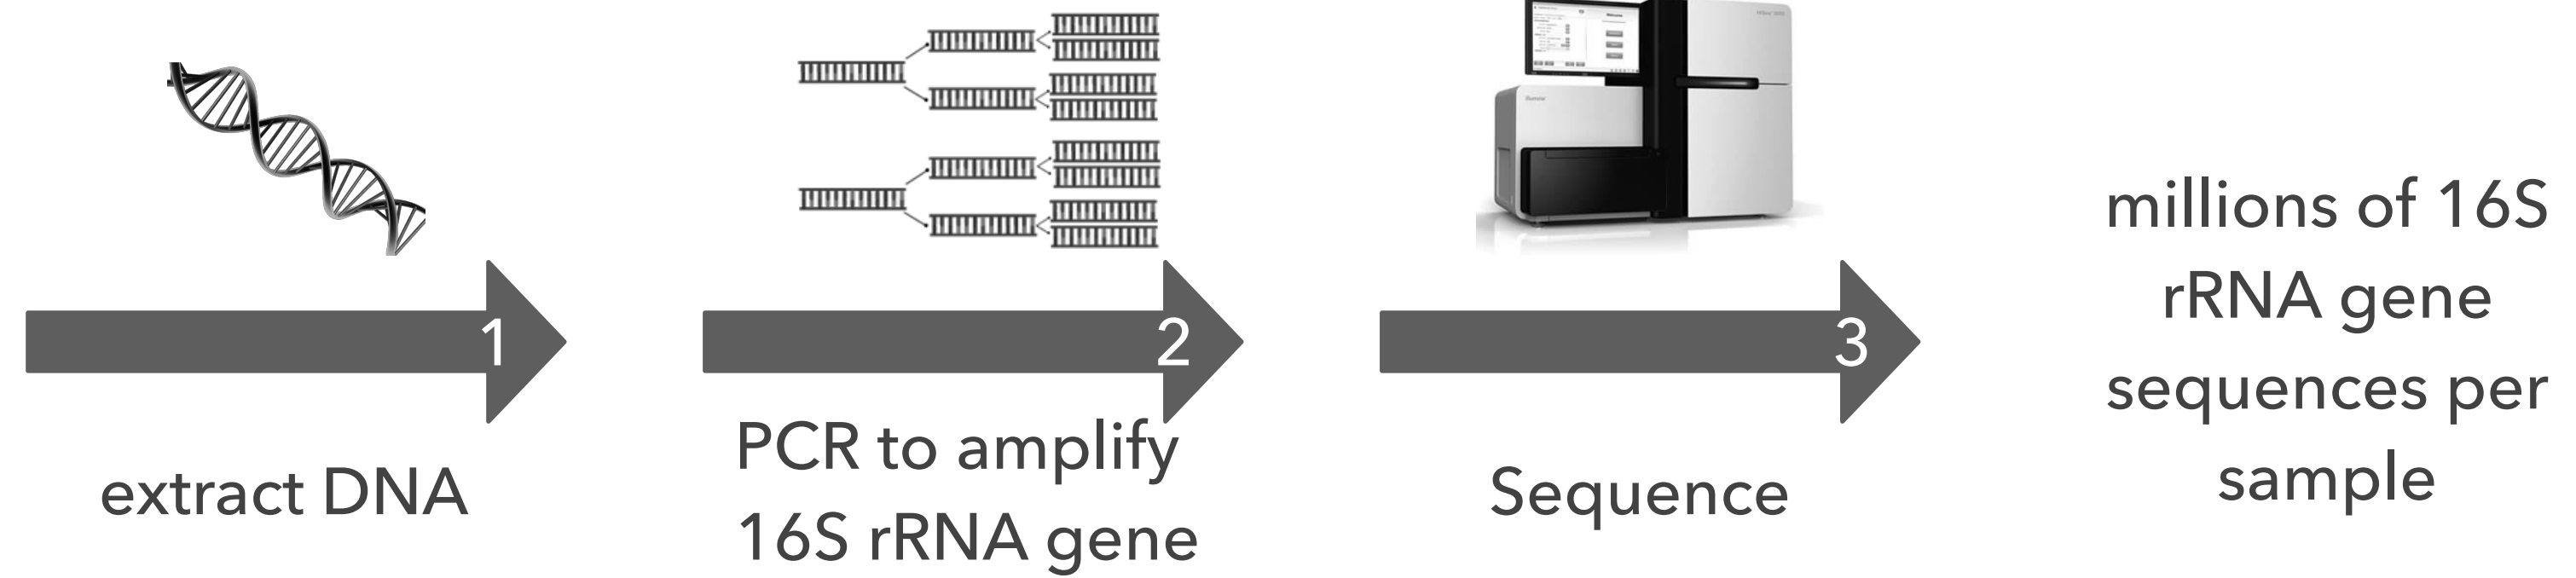 1
extract DNA
2
PCR to amplify
16S rRNA gene
illumina
3
Sequence
millions of 16S
rRNA gene
sequences per
sample